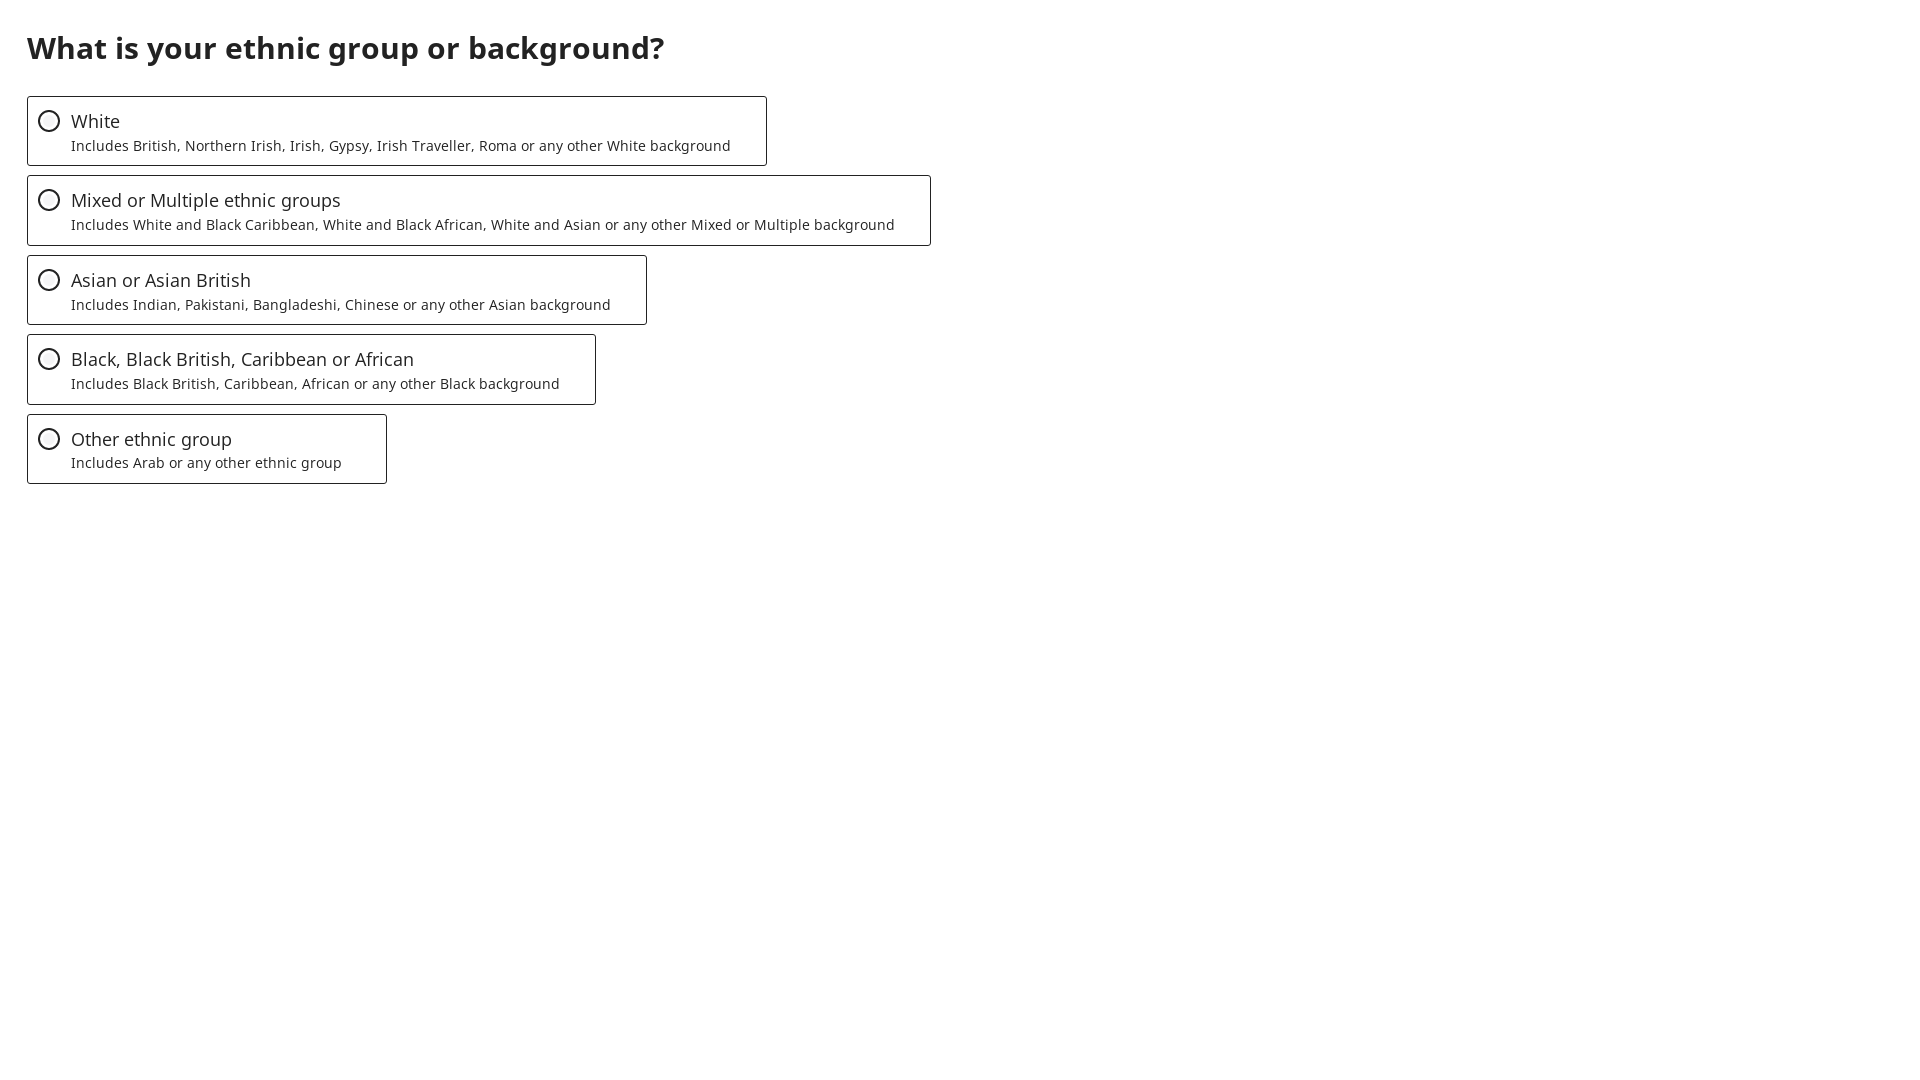 What is your ethnic group or background?
White
Includes British, Northern Irish, Irish, Gypsy, Irish Traveller, Roma or any other White background
Mixed or Multiple ethnic groups
Includes White and Black Caribbean, White and Black African, White and Asian or any other Mixed or Multiple background
Asian or Asian British
Includes Indian, Pakistani, Bangladeshi, Chinese or any other Asian background
Black, Black British, Caribbean or African
Includes Black British, Caribbean, African or any other Black background
Other ethnic group
Includes Arab or any other ethnic group